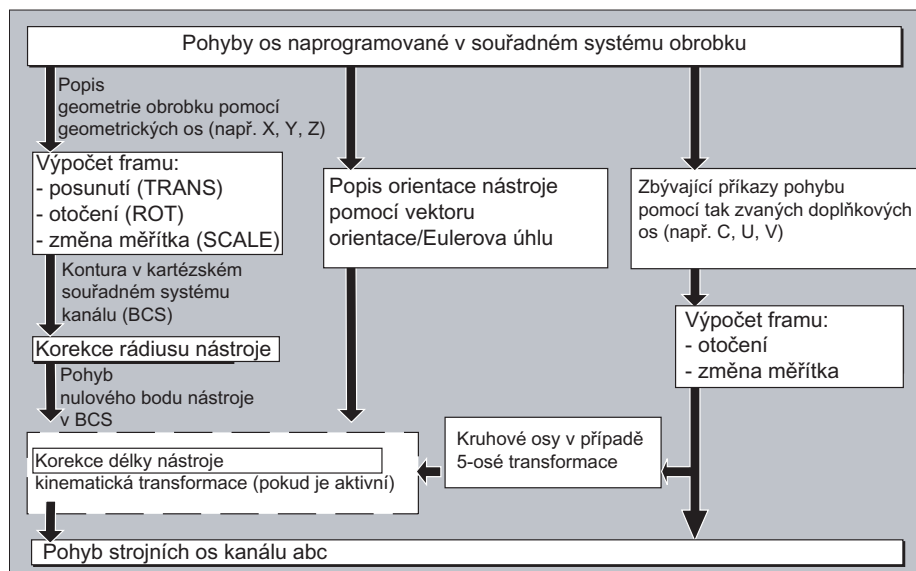 Pohyby os naprogramované v souřadném systému obrobku
Popis
geometrie obrobku pomocí
geometrických os (např. X, Y, Z)
Výpočet framu:
- posunutí (TRANS)
- otočení (ROT)
- změna měřítka (SCALE)
Kontura v kartézském
souřadném systému
kanálu (BCS)
Korekce rádiusu nástroje
Pohyb
nulového bodu nástroje
v BCS
Popis orientace nástroje
pomocí vektoru
orientace/Eulerova úhlu
Zbývající příkazy pohybu
pomocí tak zvaných doplňkových
os (např. C, U, V)
Výpočet framu:
- otočení
- změna měřítka
Kruhové osy v případě
5-osé transformace
Korekce délky nástroje
kinematická transformace (pokud je aktivní)
Pohyb strojních os kanálu abc